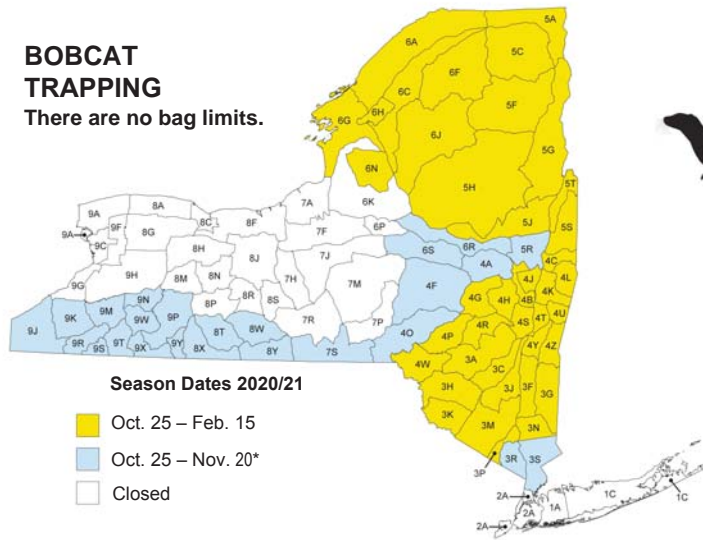 BOBCAT
TRAPPING
There are no bag limits.
5A
6A
5C
6F
6C
6H
5F
6G
6J
5G
6N
5H
5T
6K
7A
9A
8A
9F
8C
8F
9A
9C
8G
7F
6P
5J
5S
6S
6R
5R
8H
8J
7J
4A
4C
9G
9H
8M
8N
7H
7M
4F
4J
4L
4G
4H
4B
4K
9N
8P
8R
8S
7R
7P
4O
4R
4S
4T
4U
9J
9K
9M
9W
9P
8T
8W
4P
4Y
4Z
9R
9S
9T
9X
9Y
8X
8Y
7S
4W
3A
3C
3H
3J
3F
3G
3K
3M
3N
3P
3R
3S
2A
2A
2A
1A
1C
1C
Season Dates 2020/21
Oct. 25 – Feb. 15
Oct. 25 – Nov. 20*
Closed